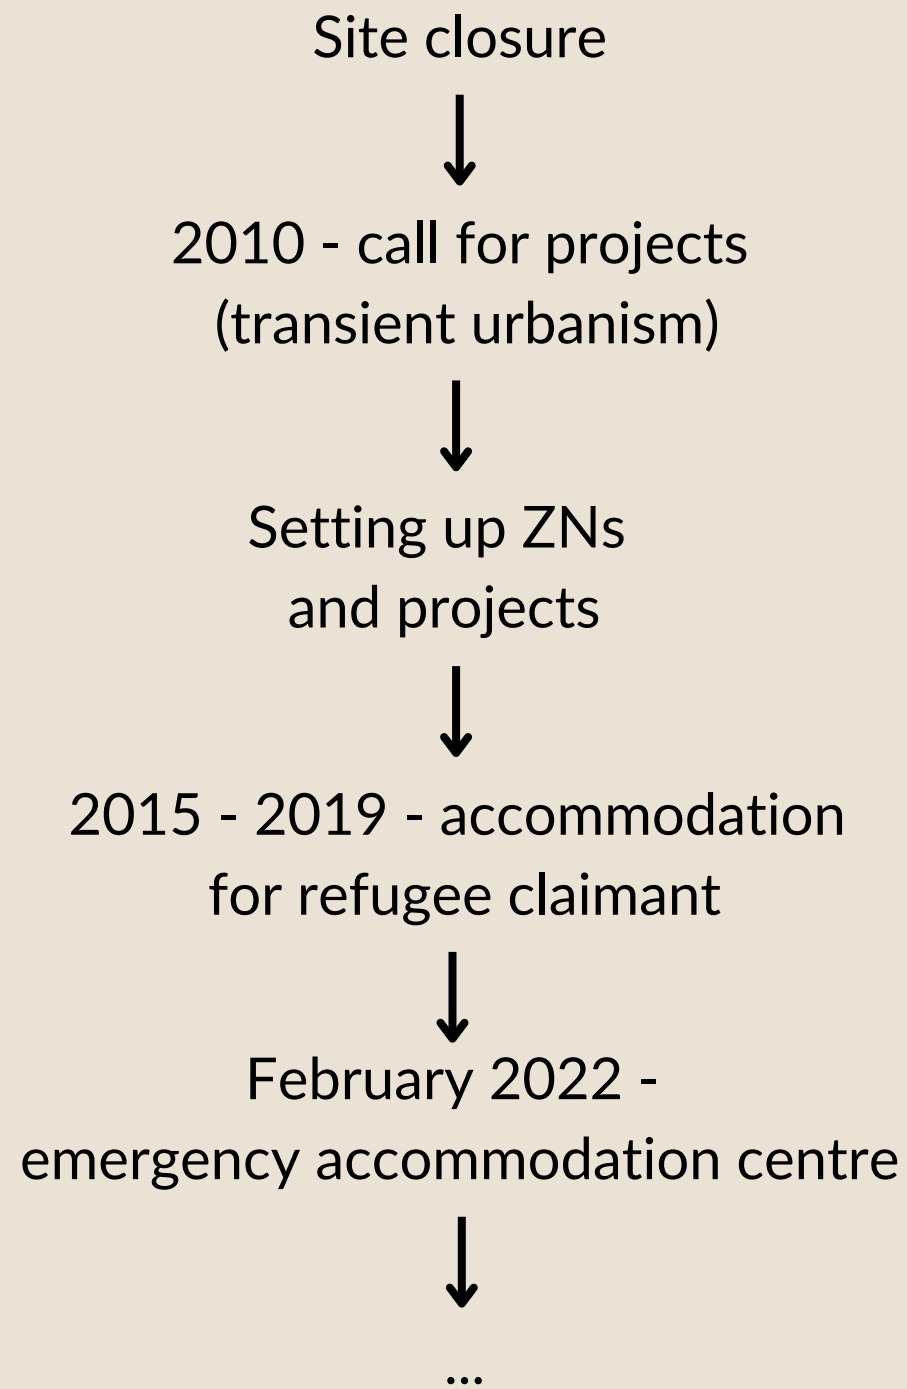 Site closure
2010 - call for projects
(transient urbanism)
Setting up ZNs
and projects
2015 - 2019 - accommodation
for refugee claimant
February 2022 -
emergency accommodation centre
...